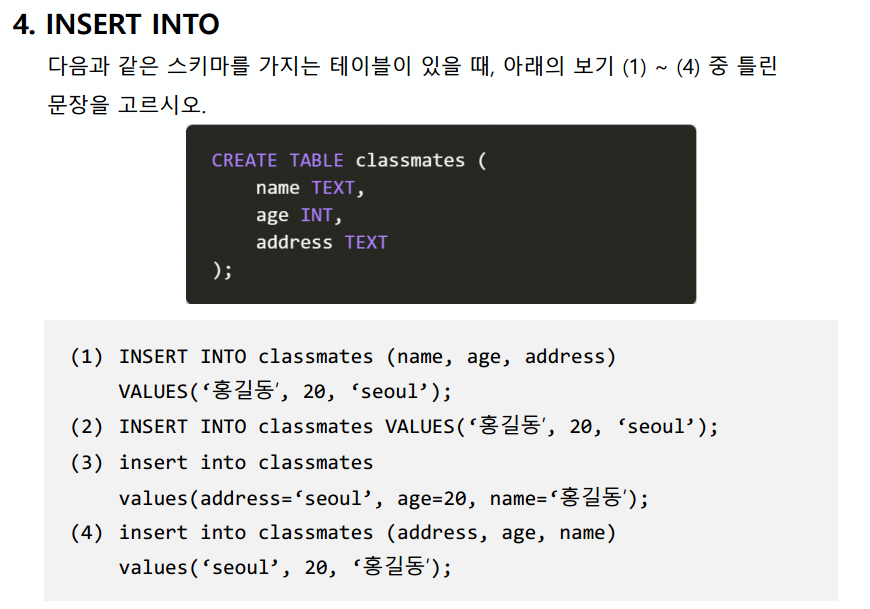 4. INSERT INTO
다음과 같은 스키마를 가지는 테이블이 있을 때, 아래의 보기 (1) ~ (4) 중 틀린
문장을 고르시오.
CREATE TABLE classmates (
    name TEXT,
    age INT,
    address TEXT
);
(1) INSERT INTO classmates (name, age, address)
VALUES(‘홍길동′, 20, ‘seoul’);
(2) INSERT INTO classmates VALUES(‘홍길동′, 20, ‘seoul’);
(3) insert into classmates
values(address=‘seoul’, age=20, name=‘홍길동′);
(4) insert into classmates (address, age, name)
values(‘seoul’, 20, ‘홍길동′);